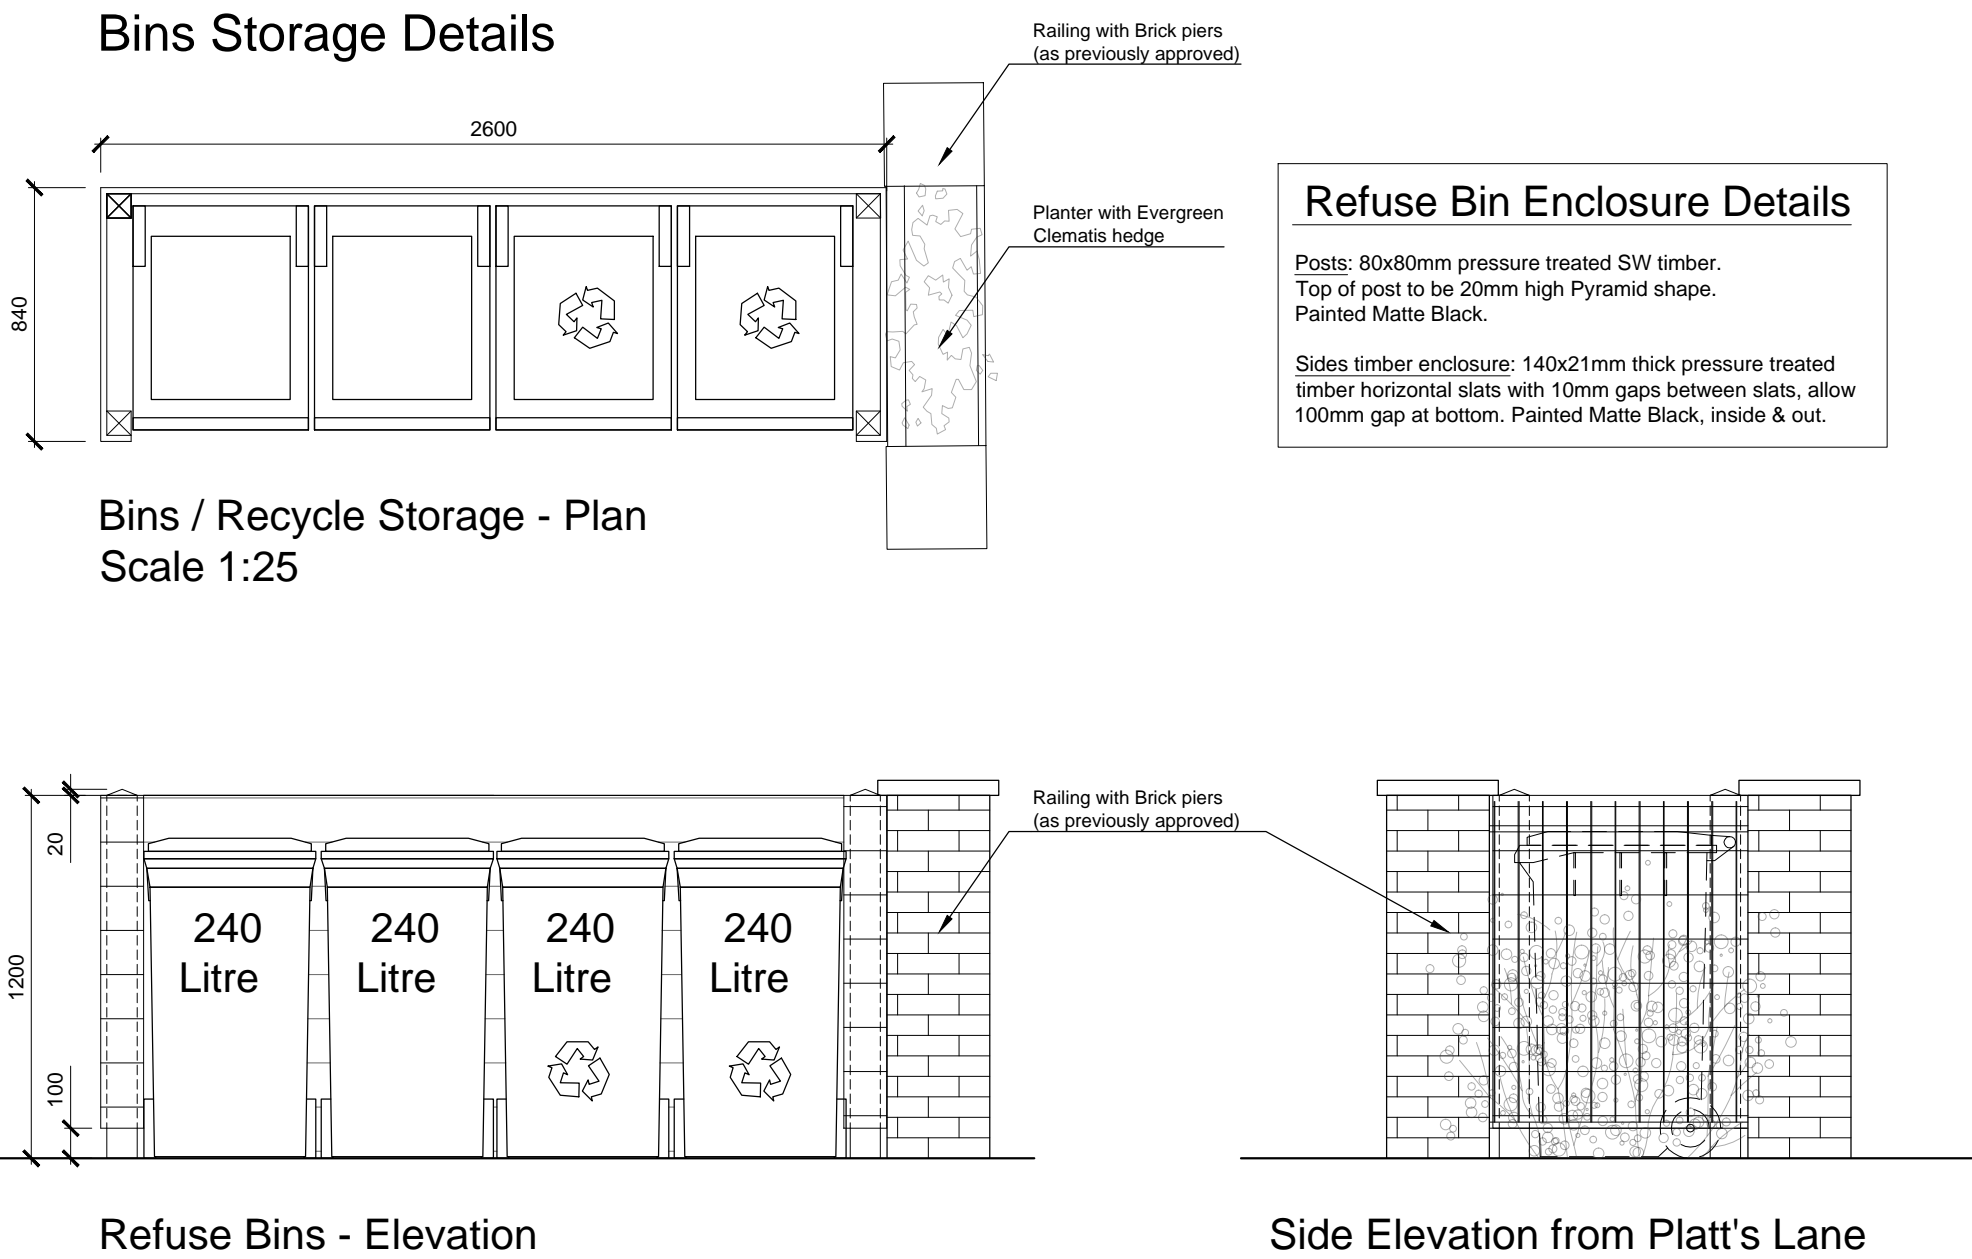 Bins Storage Details
Railing with Brick piers
(as previously approved)
2600
840
Planter with Evergreen
Clematis hedge
Refuse Bin Enclosure Details
Posts: 80x80mm pressure treated SW timber.
Top of post to be 20mm high Pyramid shape.
Painted Matte Black.
Sides timber enclosure: 140x21mm thick pressure treated
timber horizontal slats with 10mm gaps between slats, allow
100mm gap at bottom. Painted Matte Black, inside & out.
Bins / Recycle Storage - Plan
Scale 1:25
20
1200
100
240
Litre
240
Litre
240
Litre
240
Litre
Railing with Brick piers
(as previously approved)
Refuse Bins - Elevation
Side Elevation from Platt's Lane